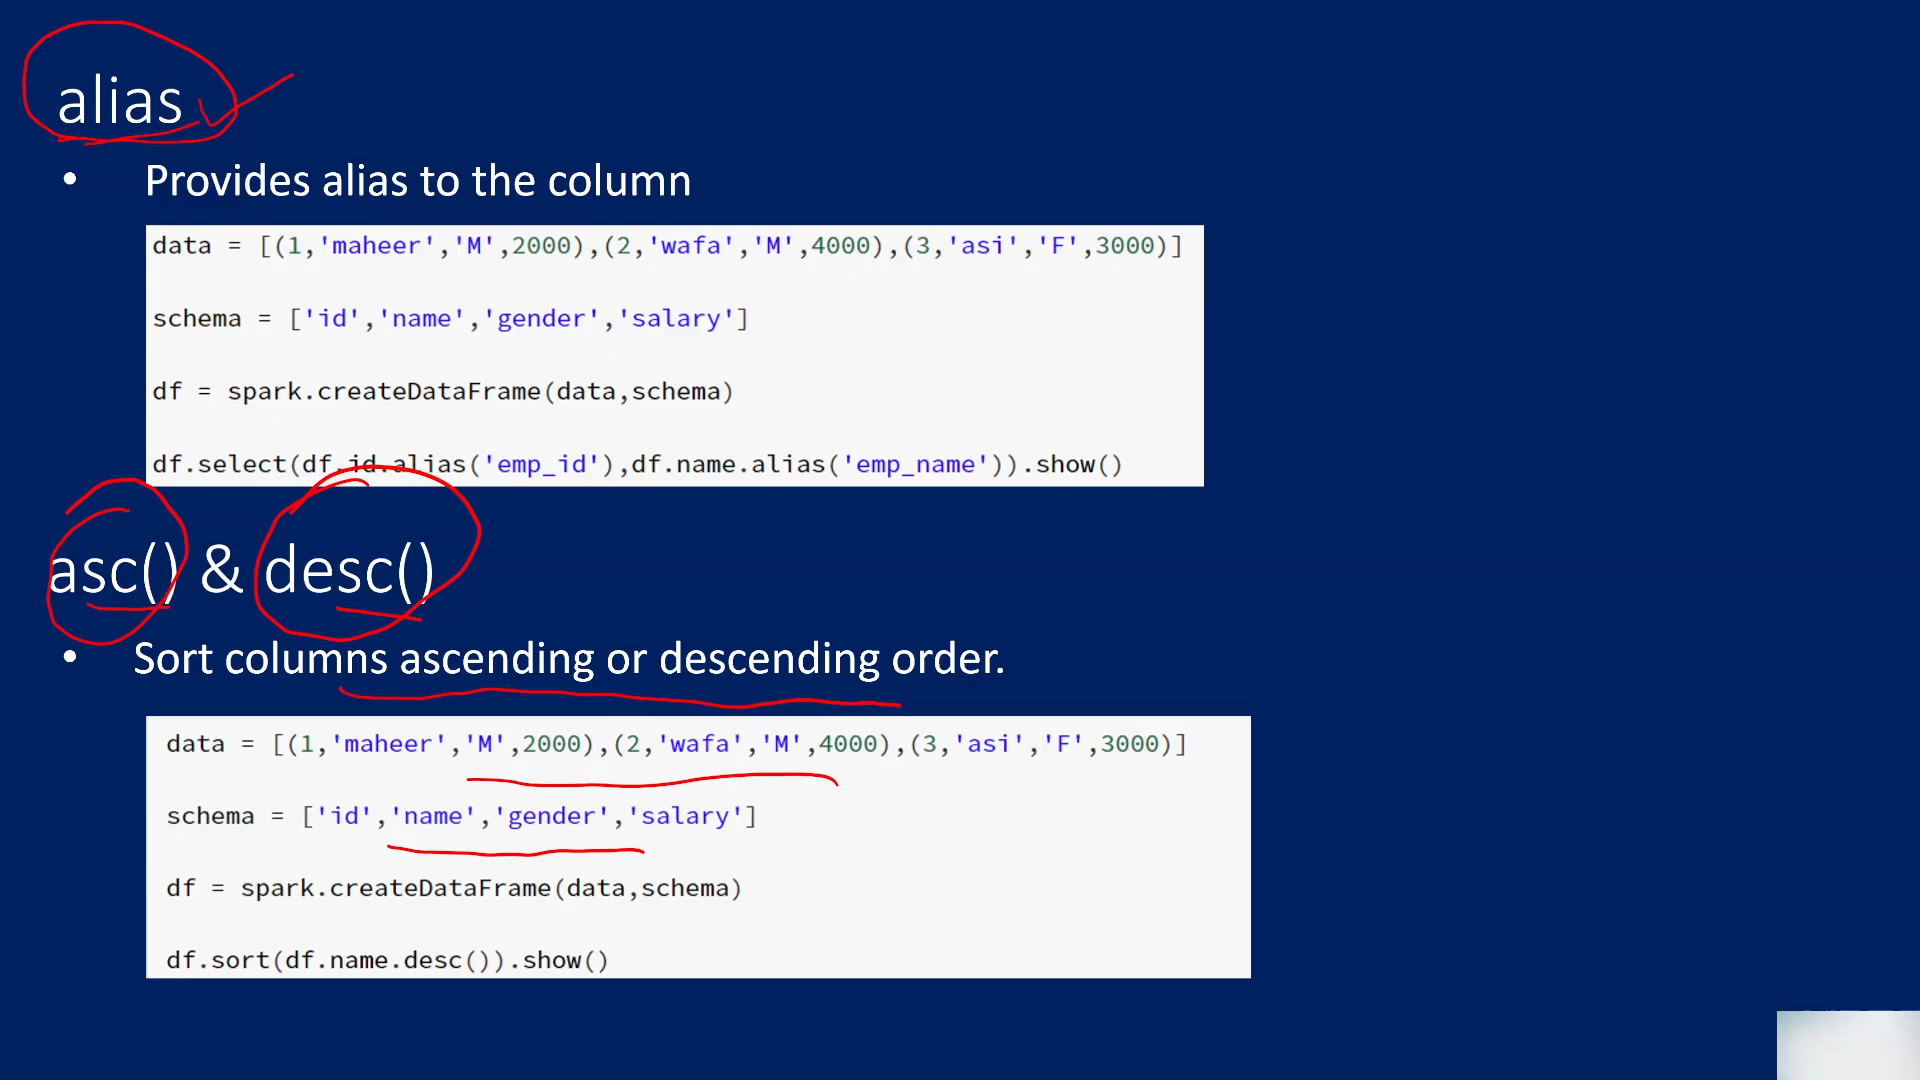 alias
• Provides alias to the column
data = [(1,'maheer','M',2000),(2,'wafa','M',4000),(3,'asi','F',3000)]
schema = ['id','name','gender','salary']
df = spark.createDataFrame(data,schema)
df.select(df.id.alias('emp_id'),df.name.alias('emp_name')).show()
asc() & desc()
• Sort columns ascending or descending order.
data = [(1,'maheer','M',2000),(2,'wafa','M',4000),(3,'asi','F',3000)]
schema = ['id','name','gender','salary']
df = spark.createDataFrame(data,schema)
df.sort(df.name.desc()).show()